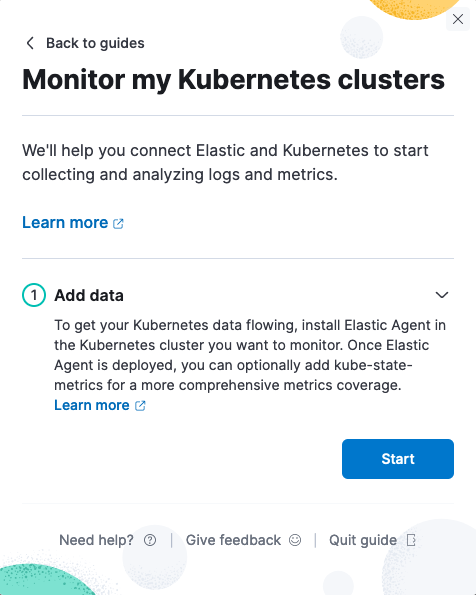 Back to guides
Monitor my Kubernetes clusters
We'll help you connect Elastic and Kubernetes to start
collecting and analyzing logs and metrics.
Learn more
1 Add data
To get your Kubernetes data flowing, install Elastic Agent in
the Kubernetes cluster you want to monitor. Once Elastic
Agent is deployed, you can optionally add kube-state-
metrics for a more comprehensive metrics coverage.
Learn more
Start
Need help? | Give feedback | Quit guide